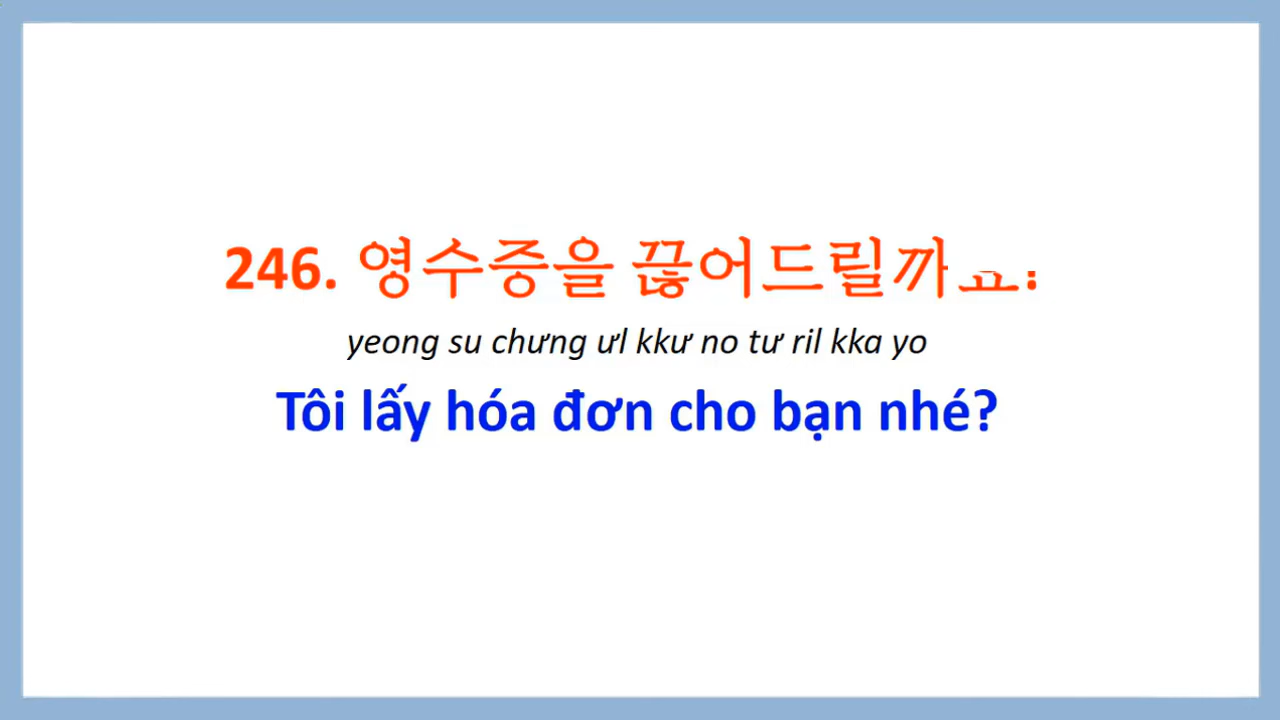 246. 영수증을 끊어드릴까요?
yeong su chưng ưl kkư no tư ril kka yo
Tôi lấy hóa đơn cho bạn nhé?